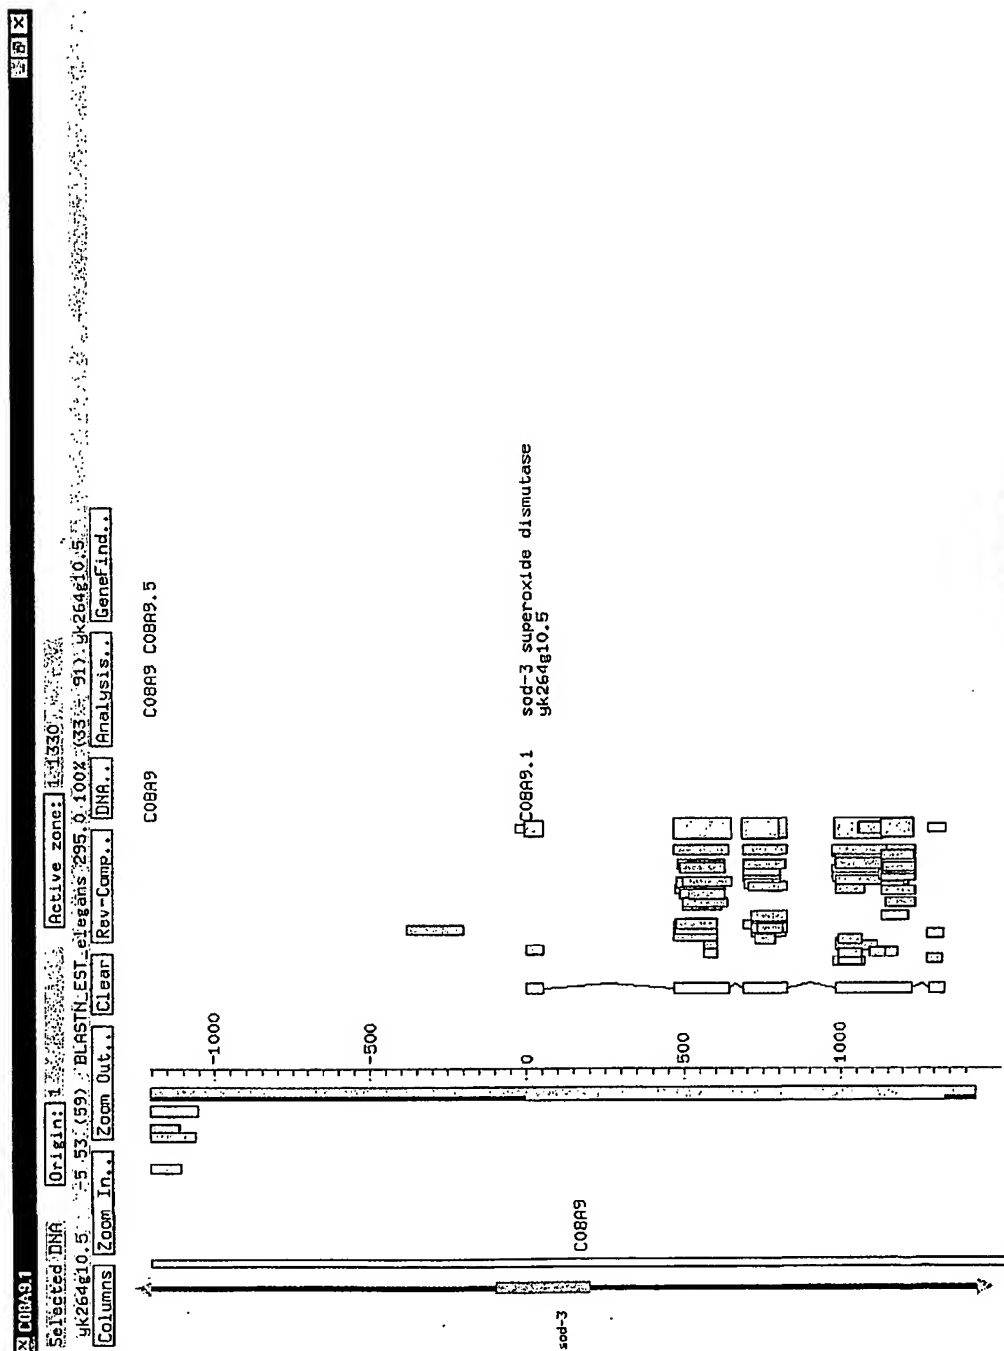 C08A9.1
Selected DNA Origin: 1 Active zone: 1 1330
yk264g10.5 -5 53 (59) BLASTN_EST_elegans 295.0 100% (33 - 91) yk264g10.5
Columns Zoom In.. Zoom Out.. Clear Rev-Comp.. DNA.. Analysis.. GeneFind..
C08A9 C08A9 C08A9.5
-1000
-500
0
500
1000
C08A9.1 sod-3 superoxide dismutase
yk264g10.5
C08A9
sod-3